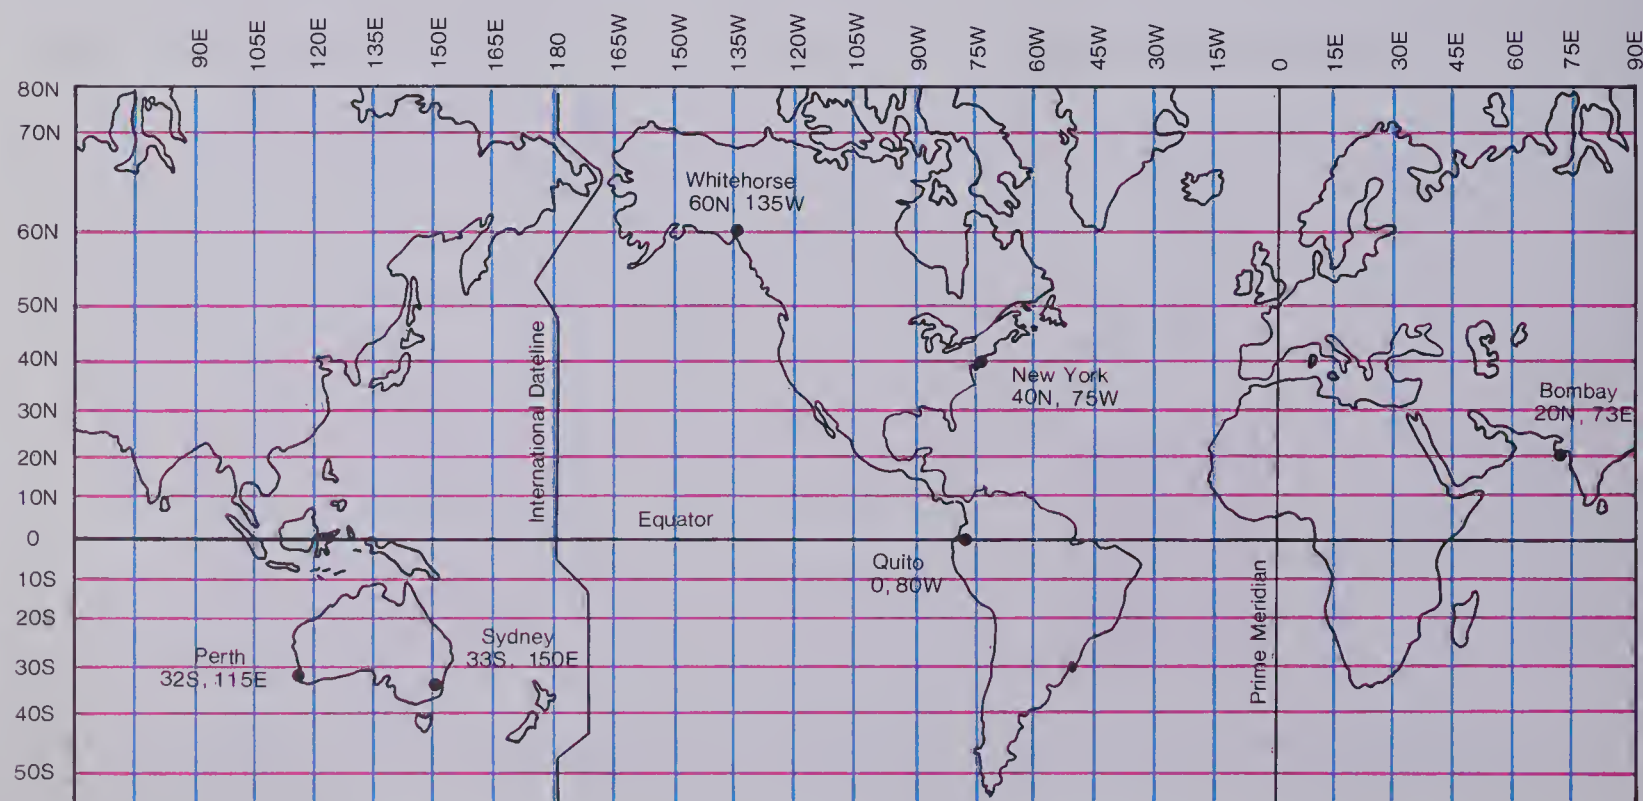 90E 105E 120E 135E 150E 165E 180 165W 150W 135W 120W 105W 90W 75W 60W 45W 30W 15W 0 15E 30E 45E 60E 75E 90E
80N
70N
60N
50N
40N
30N
20N
10N
0
10S
20S
30S
40S
50S
Whitehorse
60N, 135W
International Dateline
New York
40N, 75W
Bombay
20N, 73E
Equator
Quito
0, 80W
Prime Meridian
Perth
32S, 115E
Sydney
33S, 150E